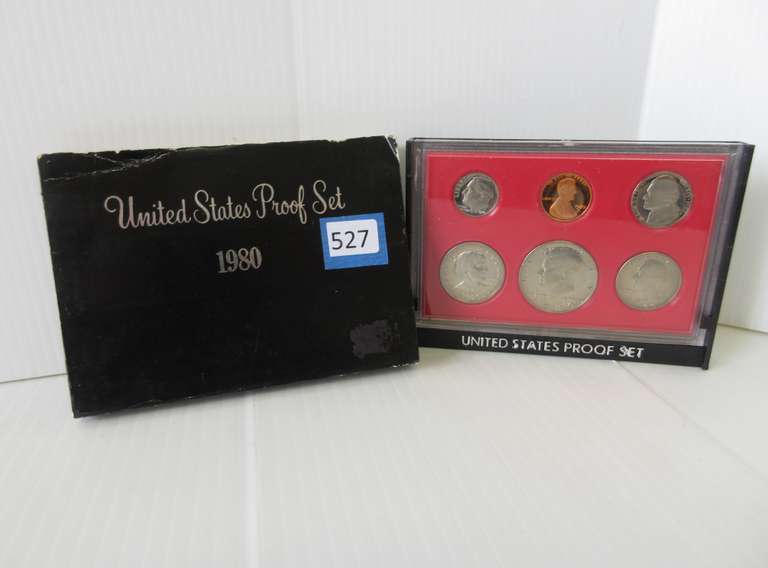 United States Proof Set
1980
527
UNITED STATES PROOF SET